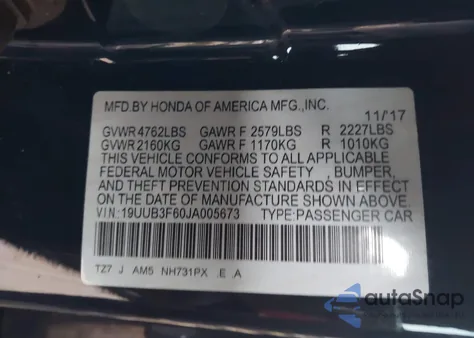 MFD.BY HONDA OF AMERICA MFG.,INC.
11/17
GVWR 4762LBS GAWR F 2579LBS R 2227LBS
GVWR 2160KG GAWR F 1170KG R 1010KG
THIS VEHICLE CONFORMS TO ALL APPLICABLE
FEDERAL MOTOR VEHICLE SAFETY , BUMPER,
AND THEFT PREVENTION STANDARDS IN EFFECT
ON THE DATE OF MANUFACTURE SHOWN ABOVE.
VIN:19UUB3F60JA005673 TYPE:PASSENGER CAR
TZ7 J AM5 NH731PX .E .A
autoSnap